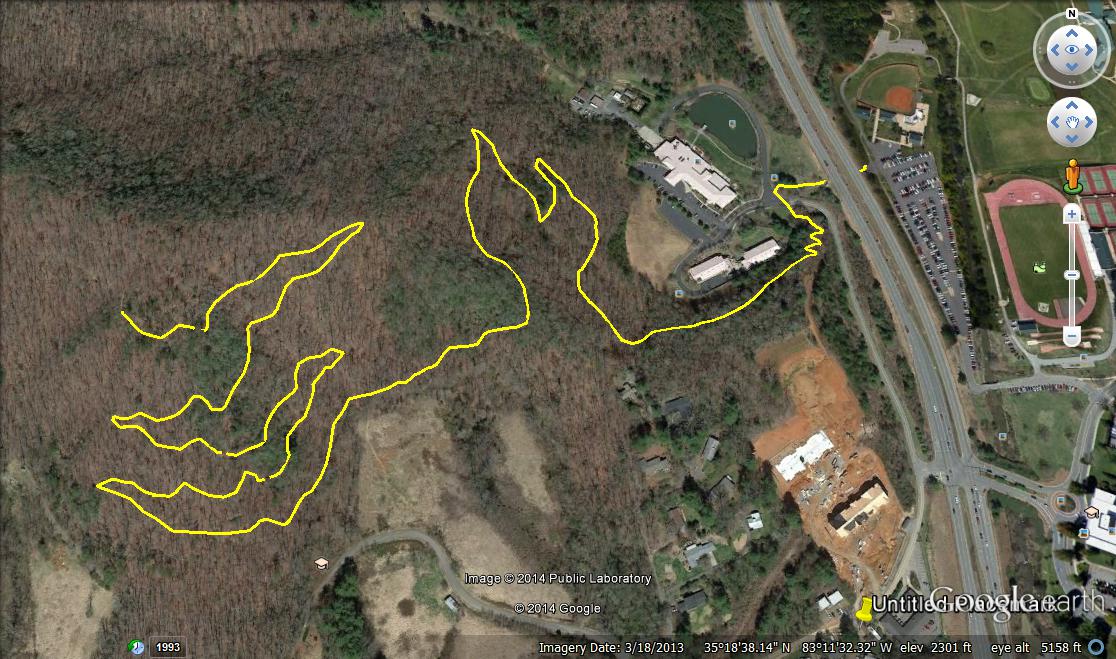 N
Image © 2014 Public Laboratory
© 2014 Google
Untitled
Google earth
1993
Imagery Date: 3/18/2013 35°18'38.14" N 83°11'32.32" W elev 2301 ft eye alt 5158 ft